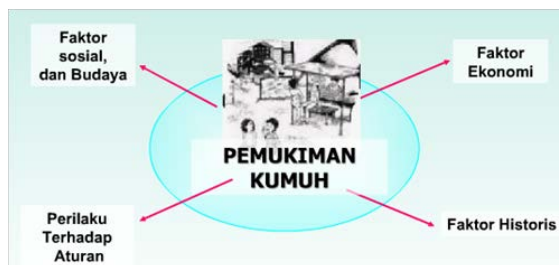 Faktor
sosial,
dan Budaya
Faktor
Ekonomi
PEMUKIMAN
KUMUH
Perilaku
Terhadap
Aturan
Faktor Historis